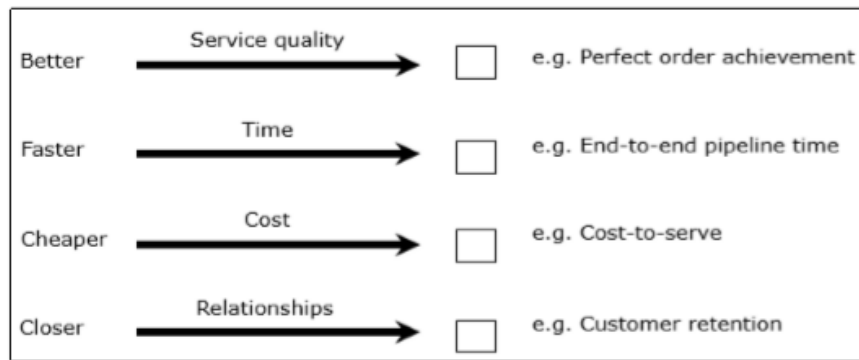 Better Service quality e.g. Perfect order achievement
Faster Time e.g. End-to-end pipeline time
Cheaper Cost e.g. Cost-to-serve
Closer Relationships e.g. Customer retention